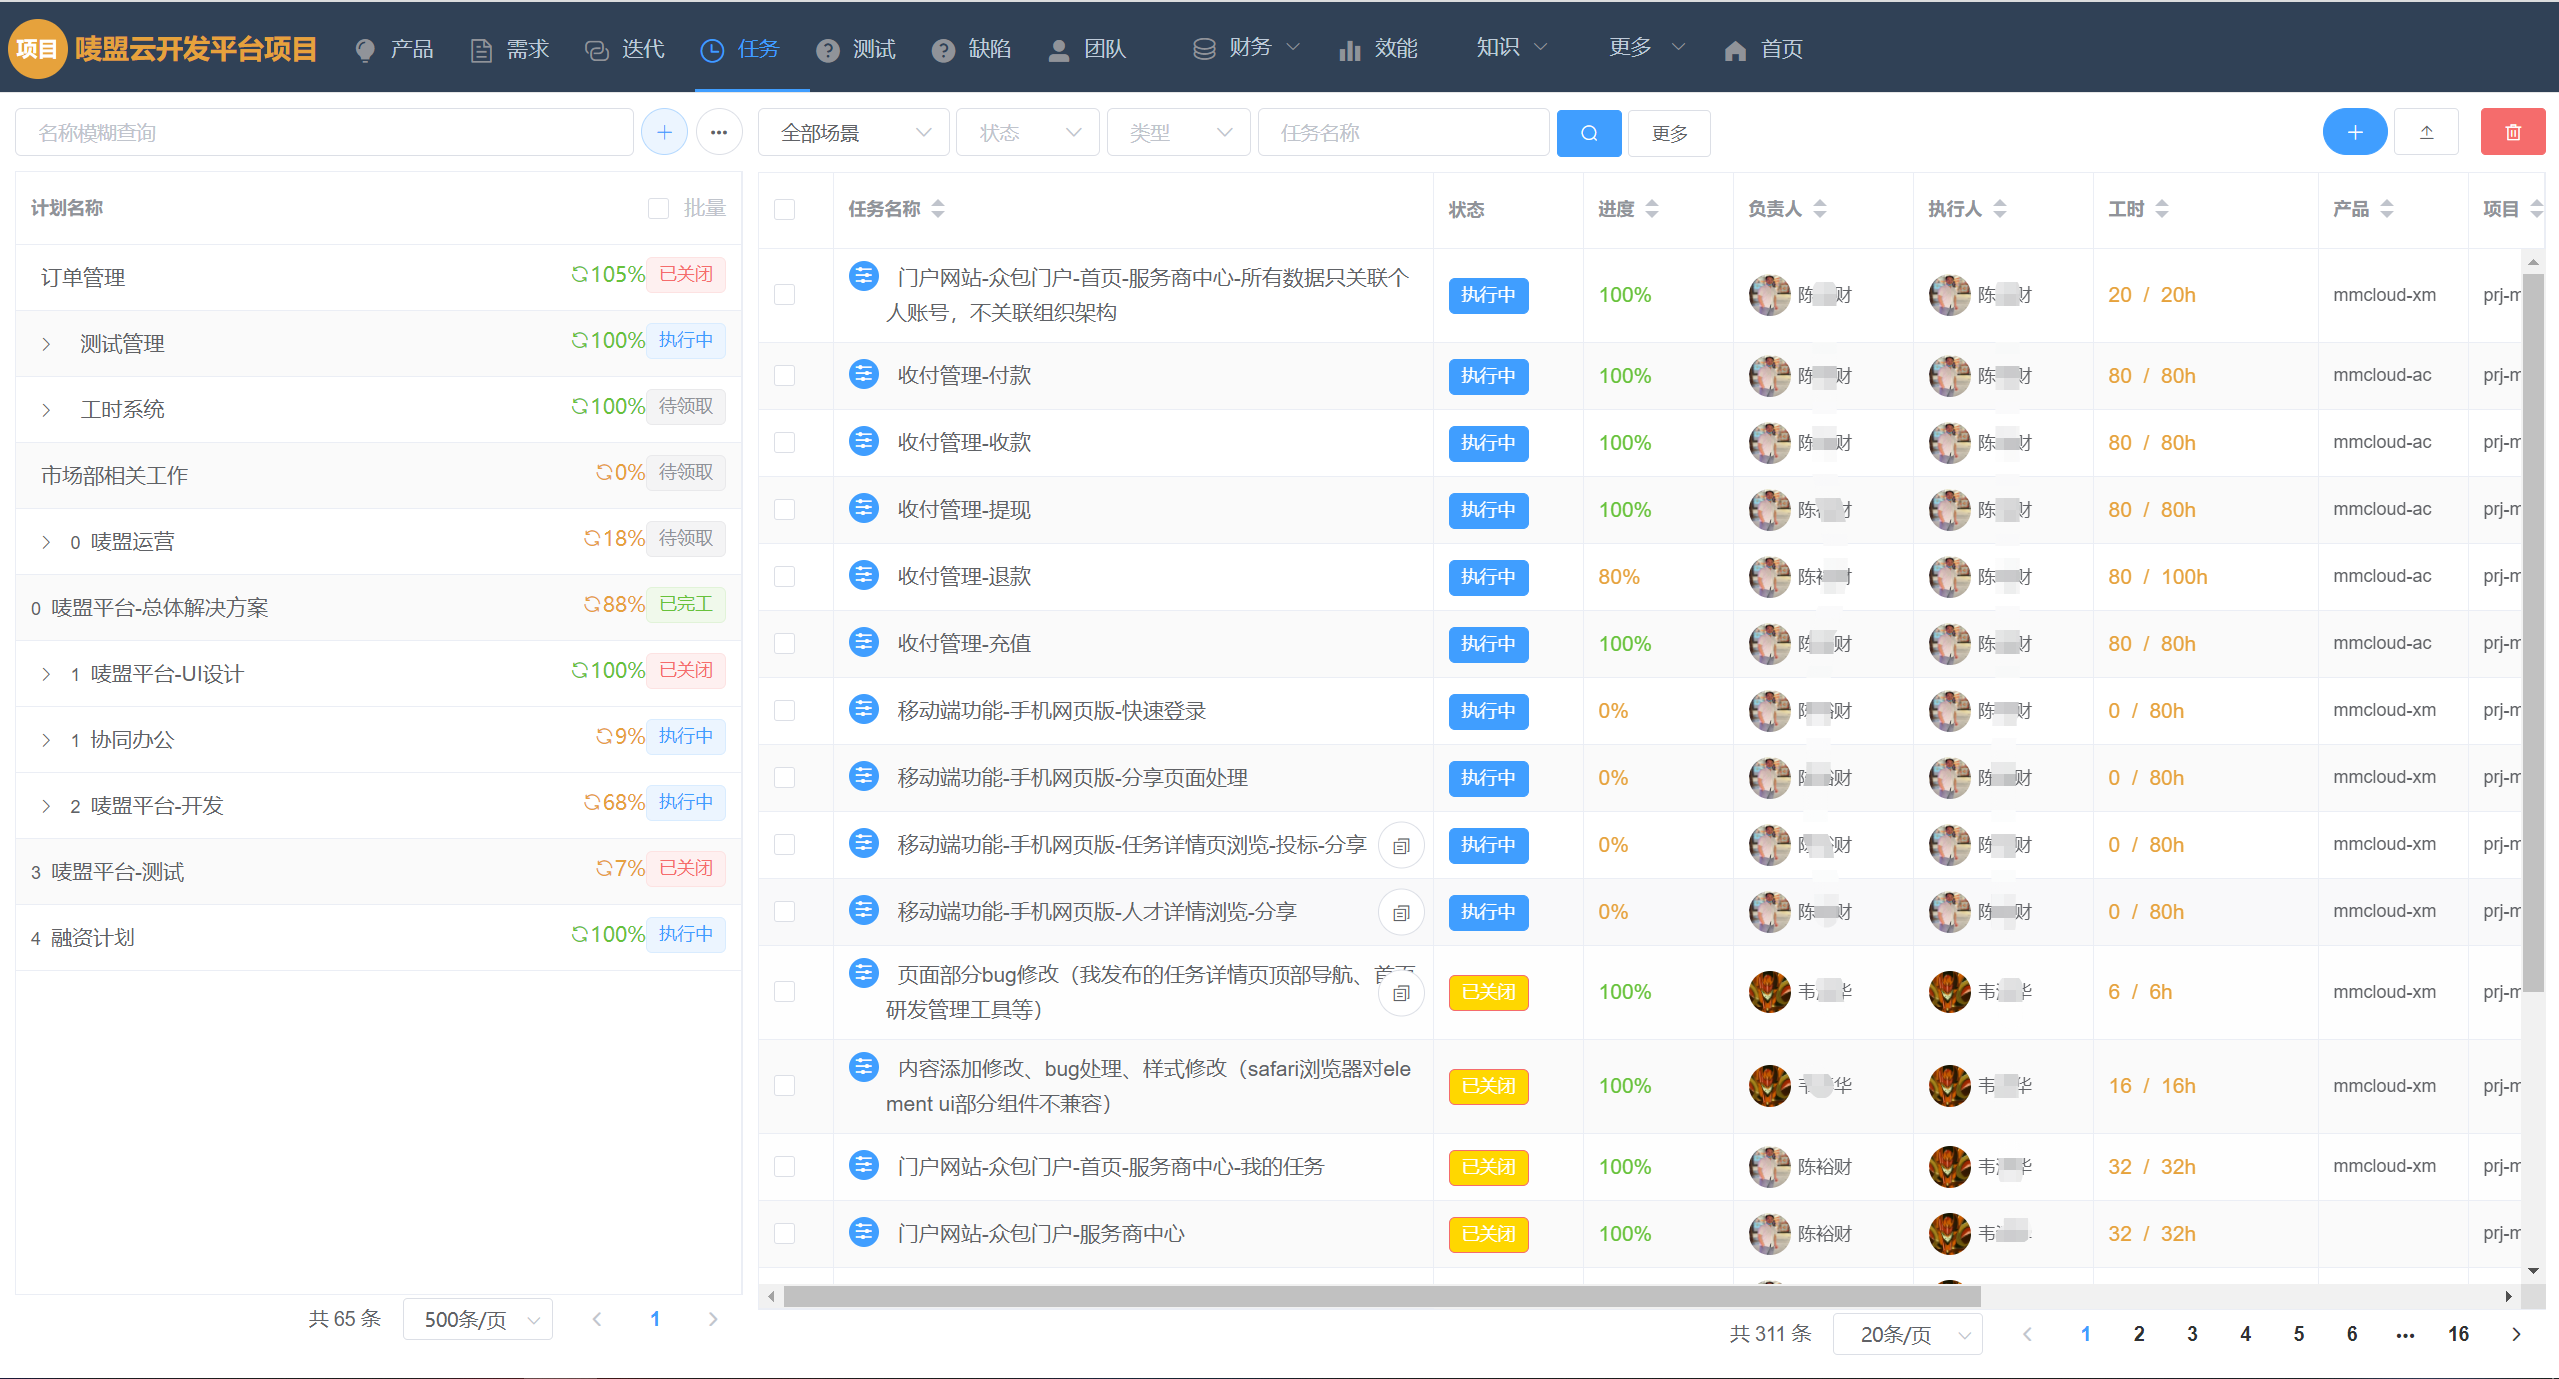 项目 唛盟云开发平台项目 产品 需求 迭代 任务 测试 缺陷 团队 财务 效能 知识 更多 首页
名称模糊查询 全部场景 状态 类型 任务名称 更多
计划名称 批量
订单管理 105% 已关闭
测试管理 100% 执行中
工时系统 100% 待领取
市场部相关工作 0% 待领取
0 唛盟运营 18% 待领取
0 唛盟平台-总体解决方案 88% 已完工
1 唛盟平台-UI设计 100% 已关闭
1 协同办公 9% 执行中
2 唛盟平台-开发 68% 执行中
3 唛盟平台-测试 7% 已关闭
4 融资计划 100% 执行中
共 65 条 500条/页 1
任务名称 状态 进度 负责人 执行人 工时 产品 项目
门户网站-众包门户-首页-服务商中心-所有数据只关联个
人账号，不关联组织架构
执行中 100% 陈 财 陈 财 20 / 20h mmcloud-xm prj-m
收付管理-付款 执行中 100% 陈 财 陈 财 80 / 80h mmcloud-ac prj-m
收付管理-收款 执行中 100% 陈 财 陈 财 80 / 80h mmcloud-ac prj-m
收付管理-提现 执行中 100% 陈 财 陈 财 80 / 80h mmcloud-ac prj-m
收付管理-退款 执行中 80% 陈 财 陈 财 80 / 100h mmcloud-ac prj-m
收付管理-充值 执行中 100% 陈 财 陈 财 80 / 80h mmcloud-ac prj-m
移动端功能-手机网页版-快速登录 执行中 0% 陈 财 陈 财 0 / 80h mmcloud-xm prj-m
移动端功能-手机网页版-分享页面处理 执行中 0% 陈 财 陈 财 0 / 80h mmcloud-xm prj-m
移动端功能-手机网页版-任务详情页浏览-投标-分享 执行中 0% 陈 财 陈 财 0 / 80h mmcloud-xm prj-m
移动端功能-手机网页版-人才详情浏览-分享 执行中 0% 陈 财 陈 财 0 / 80h mmcloud-xm prj-m
页面部分bug修改（我发布的任务详情页顶部导航、首页
研发管理工具等）
已关闭 100% 韦 华 韦 华 6 / 6h mmcloud-xm prj-m
内容添加修改、bug处理、样式修改（safari浏览器对ele
ment ui部分组件不兼容）
已关闭 100% 韦 华 韦 华 16 / 16h mmcloud-xm prj-m
门户网站-众包门户-首页-服务商中心-我的任务 已关闭 100% 陈裕财 韦 华 32 / 32h mmcloud-xm prj-m
门户网站-众包门户-服务商中心 已关闭 100% 陈裕财 韦 32 / 32h prj-m
共 311 条 20条/页 1 2 3 4 5 6 ••• 16